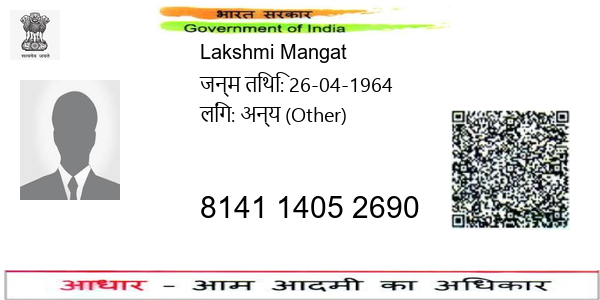 भारत सरकार
Government of India
सत्यमेव जयते
Lakshmi Mangat
जन्म तिथि: 26-04-1964
लिंग: अन्य (Other)
8141 1405 2690
आधार - आम आदमी का अधिकार